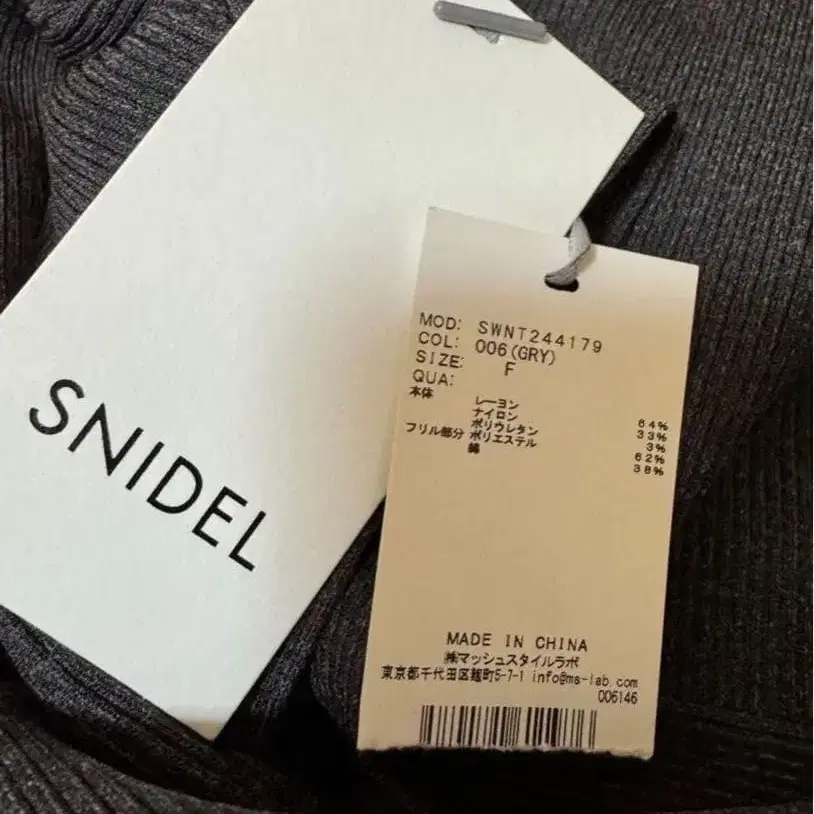 SNIDEL
MOD: SWNT244179
COL: 006(GRY)
SIZE: F
QUA:
本体 レーヨン 64%
ナイロン 33%
ポリウレタン 3%
フリル部分 ポリエステル 62%
綿 38%
MADE IN CHINA
㈱マッシュスタイルラボ
東京都千代田区麹町5-7-1 info@ms-lab.com
006146